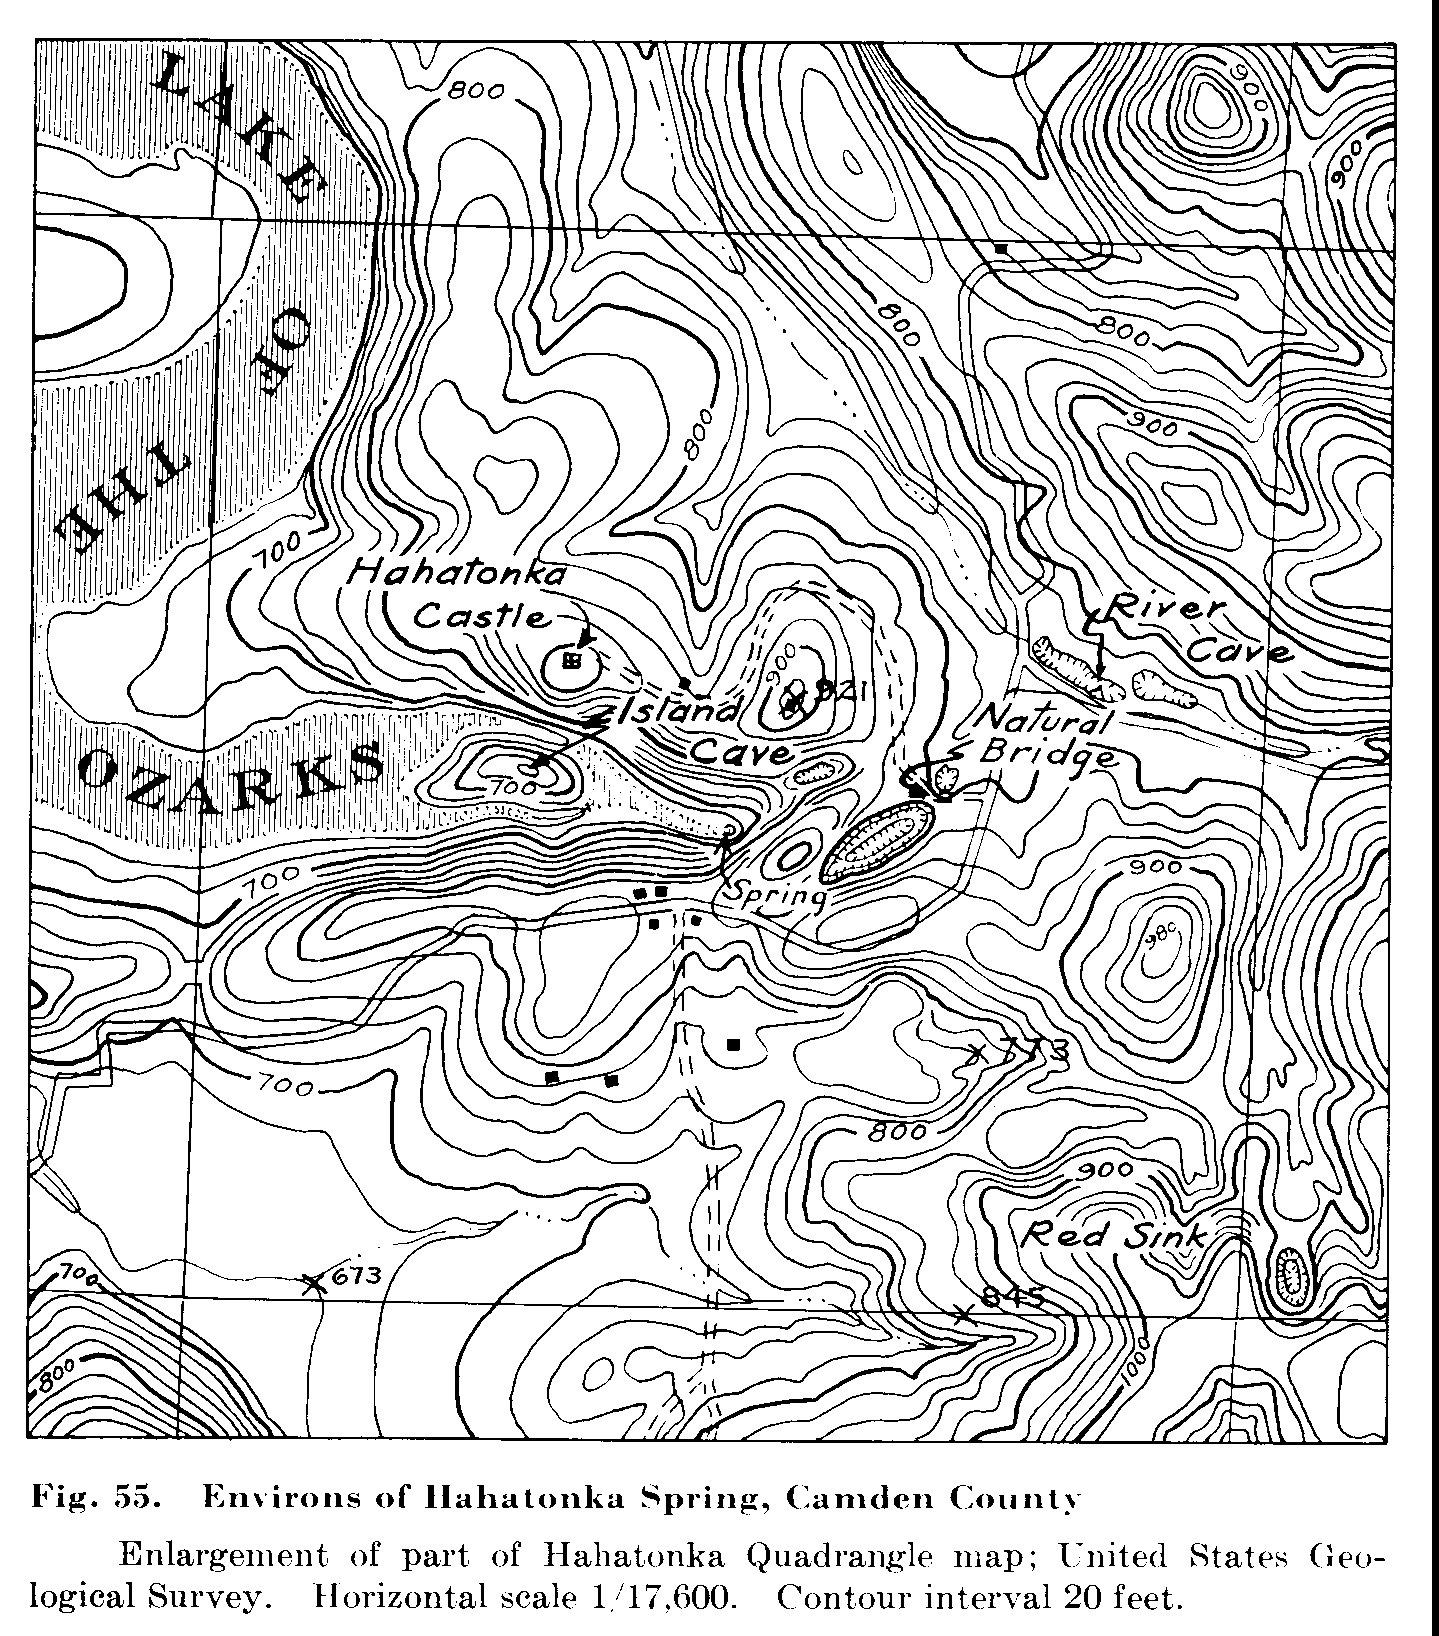 LAKE
OF
THE
OZARKS
800
900
900
800
800
800
900
700
Hahatonka
Castle
River
Cave
900
921
Island
Cave
Natural
Bridge
700
Spring
700
900
980
773
700
800
900
Red Sink
673
700
845
800
1000
Fig. 55. Environs of Hahatonka Spring, Camden County
Enlargement of part of Hahatonka Quadrangle map; United States Geo-
logical Survey. Horizontal scale 1/17,600. Contour interval 20 feet.